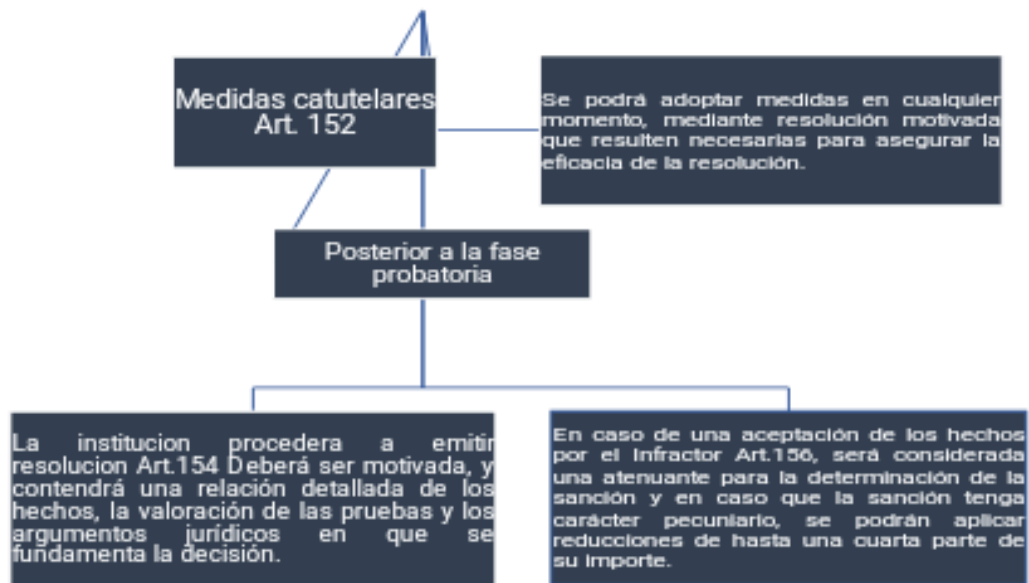 Medidas catutelares
Art. 152
Se podrá adoptar medidas en cualquier
momento, mediante resolución motivada
que resulten necesarias para asegurar la
eficacia de la resolución.
Posterior a la fase
probatoria
La institucion procedera a emitir
resolucion Art.154 Deberá ser motivada, y
contendrá una relación detallada de los
hechos, la valoración de las pruebas y los
argumentos jurídicos en que se
fundamenta la decisión.
En caso de una aceptación de los hechos
por el Infractor Art.156, será considerada
una atenuante para la determinación de la
sanción y en caso que la sanción tenga
carácter pecuniario, se podrán aplicar
reducciones de hasta una cuarta parte de
su importe.